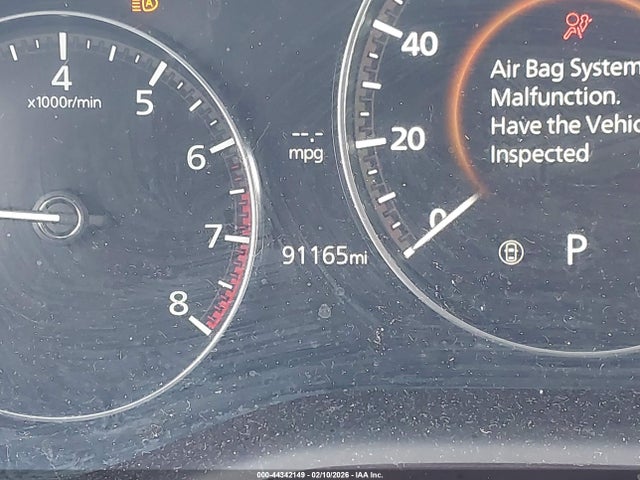 4
x1000r/min
5
6
7
8
--.-
mpg
91165mi
40
20
0
Air Bag System
Malfunction.
Have the Vehic
Inspected
P
A
000-44342149 - 02/10/2026 - IAA Inc.